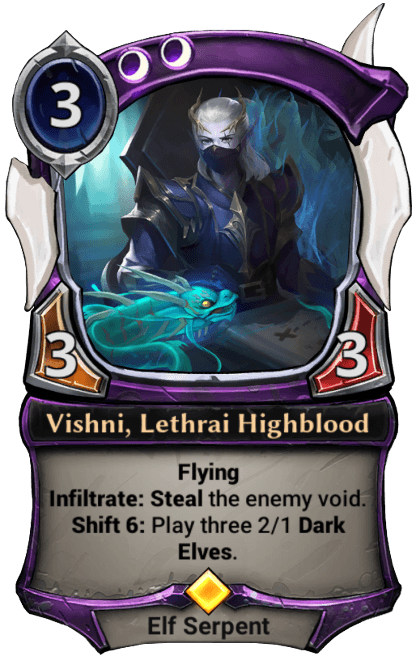 3
3
3
Vishni, Lethrai Highblood
Flying
Infiltrate: Steal the enemy void.
Shift 6: Play three 2/1 Dark
Elves.
Elf Serpent